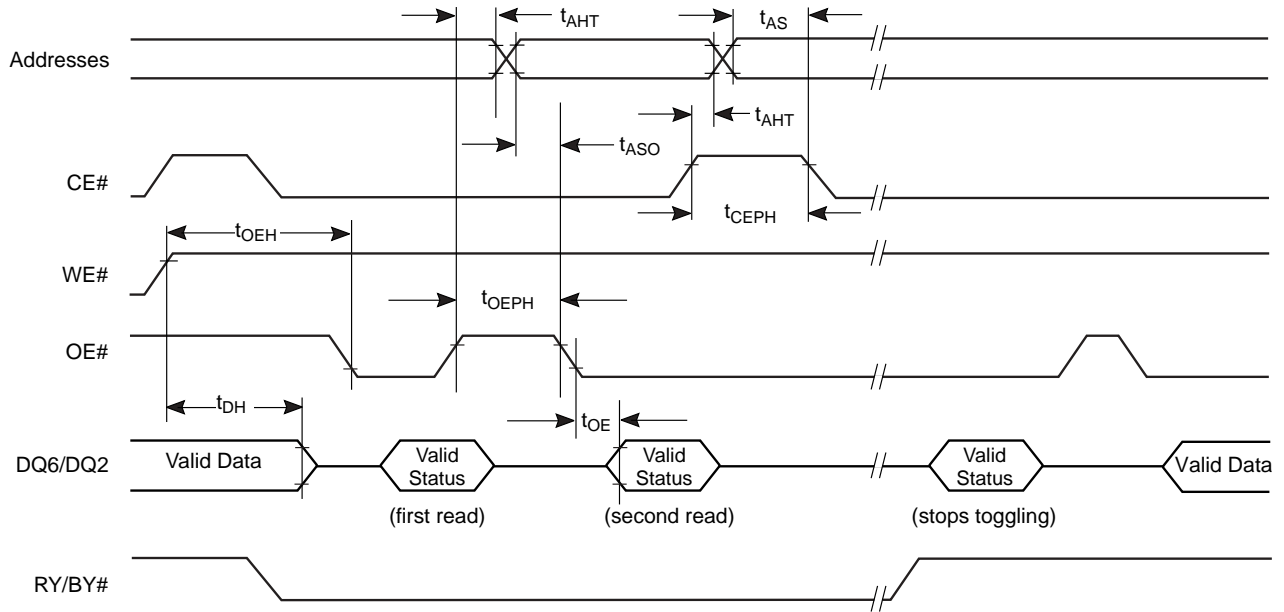 tAHT
tAS
Addresses
tAHT
tASO
CE#
tCEPH
tOEH
WE#
tOEPH
OE#
tDH
tOE
DQ6/DQ2
Valid Data
Valid
Status
Valid
Status
Valid
Status
Valid Data
(first read)
(second read)
(stops toggling)
RY/BY#